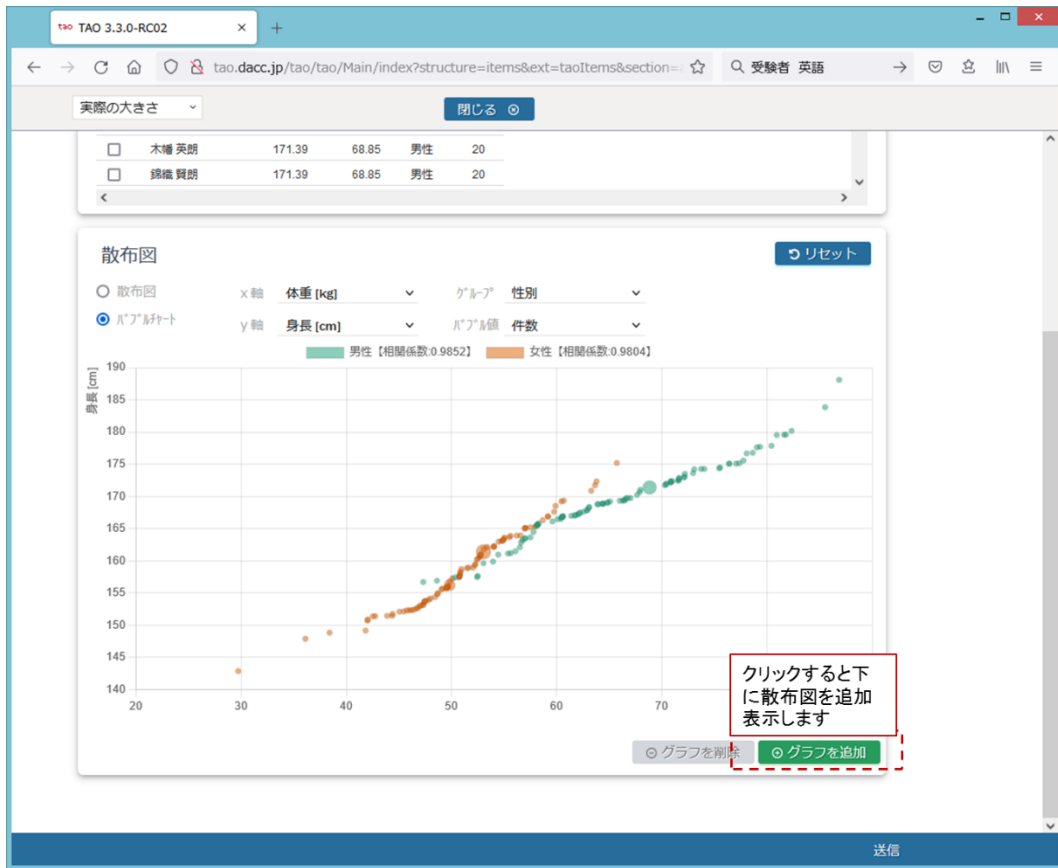 tao TAO 3.3.0-RC02
tao.dacc.jp/tao/tao/Main/index?structure=items&ext=taoItems&section=
受験者 英語
実際の大きさ
閉じる
木幡 英朗 171.39 68.85 男性 20
錦織 賢朗 171.39 68.85 男性 20
散布図
リセット
散布図
x 軸 体重 [kg]
グループ 性別
バブルチャート
y 軸 身長 [cm]
バブル値 件数
男性【相関係数:0.9852】 女性【相関係数:0.9804】
身長 [cm]
190
185
180
175
170
165
160
155
150
145
140
20 30 40 50 60 70
クリックすると下
に散布図を追加
表示します
グラフを削除
グラフを追加
送信